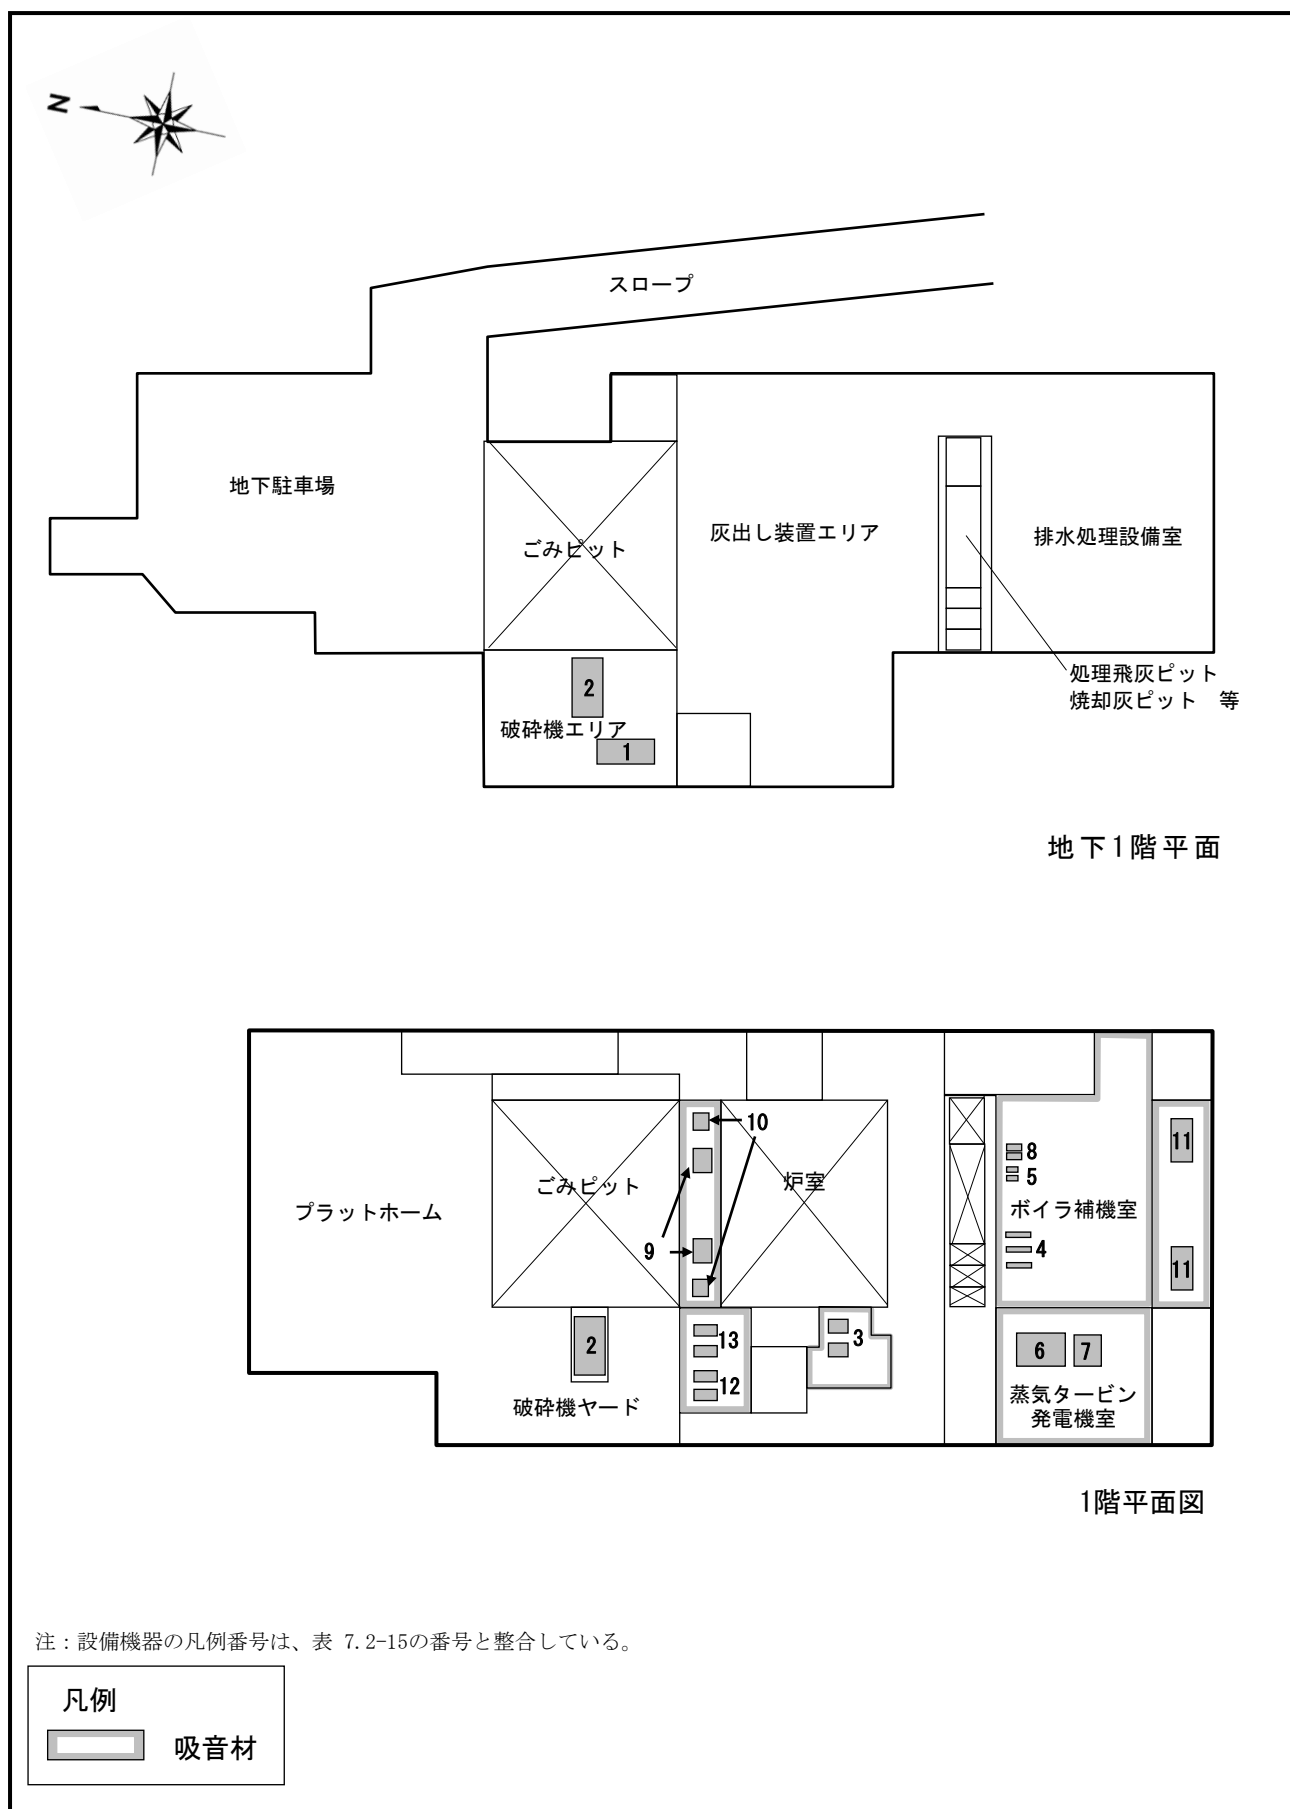 N
スロープ
地下駐車場
ごみピット
灰出し装置エリア
排水処理設備室
処理飛灰ピット
焼却灰ピット　等
2
破砕機エリア
1
地下1階平面
10
11
8
5
炉室
ごみピット
プラットホーム
ボイラ補機室
9
4
11
13
3
2
6
7
12
蒸気タービン
発電機室
破砕機ヤード
1階平面図
注：設備機器の凡例番号は、表 7.2-15の番号と整合している。
凡例
吸音材